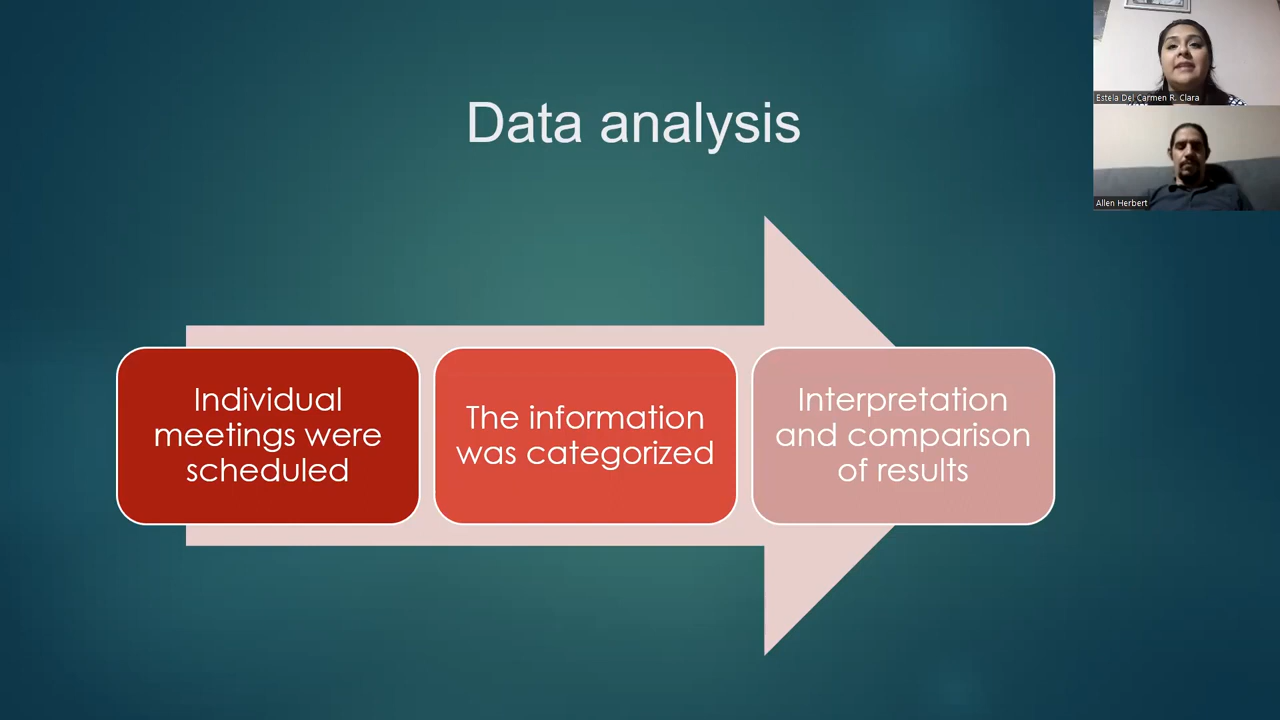 Data analysis
Individual
meetings were
scheduled
The information
was categorized
Interpretation
and comparison
of results
Estela Del Carmen R. Clara
Allen Herbert